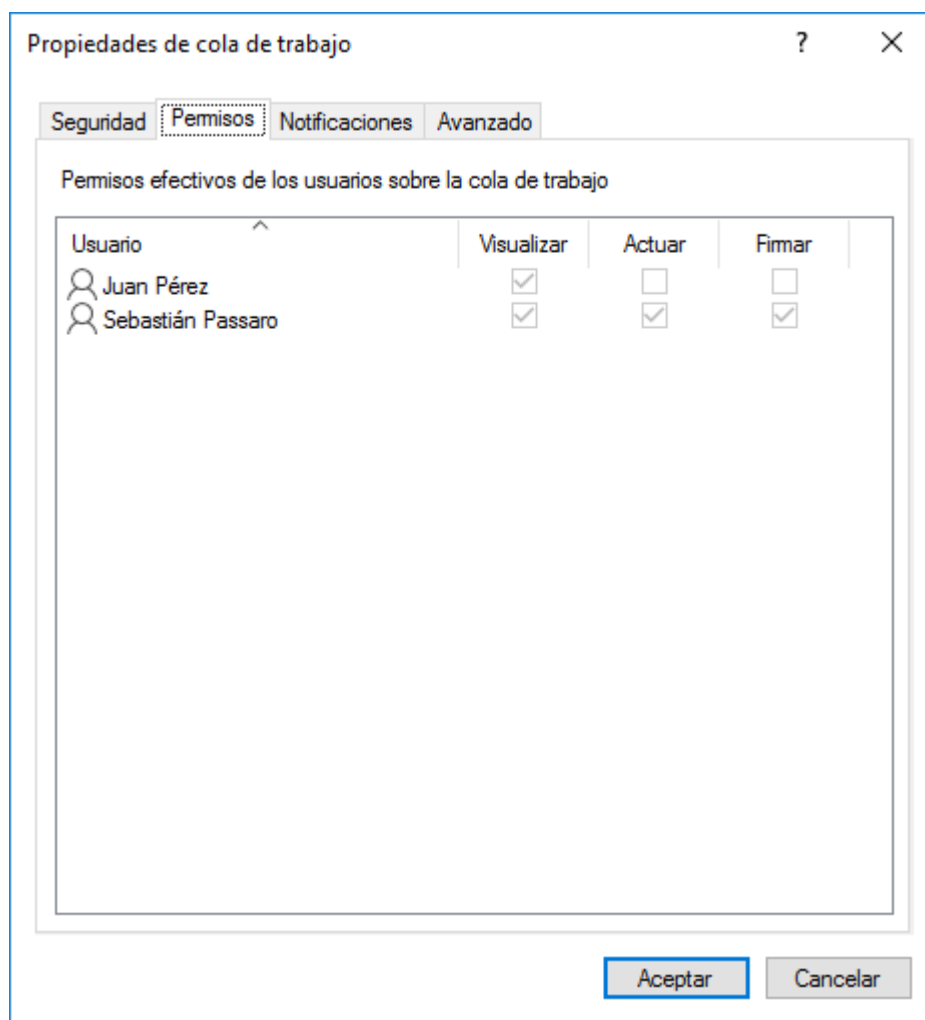 Propiedades de cola de trabajo ?
Seguridad Permisos Notificaciones Avanzado
Permisos efectivos de los usuarios sobre la cola de trabajo
Usuario Visualizar Actuar Firmar
Juan Pérez
Sebastián Passaro
Aceptar Cancelar